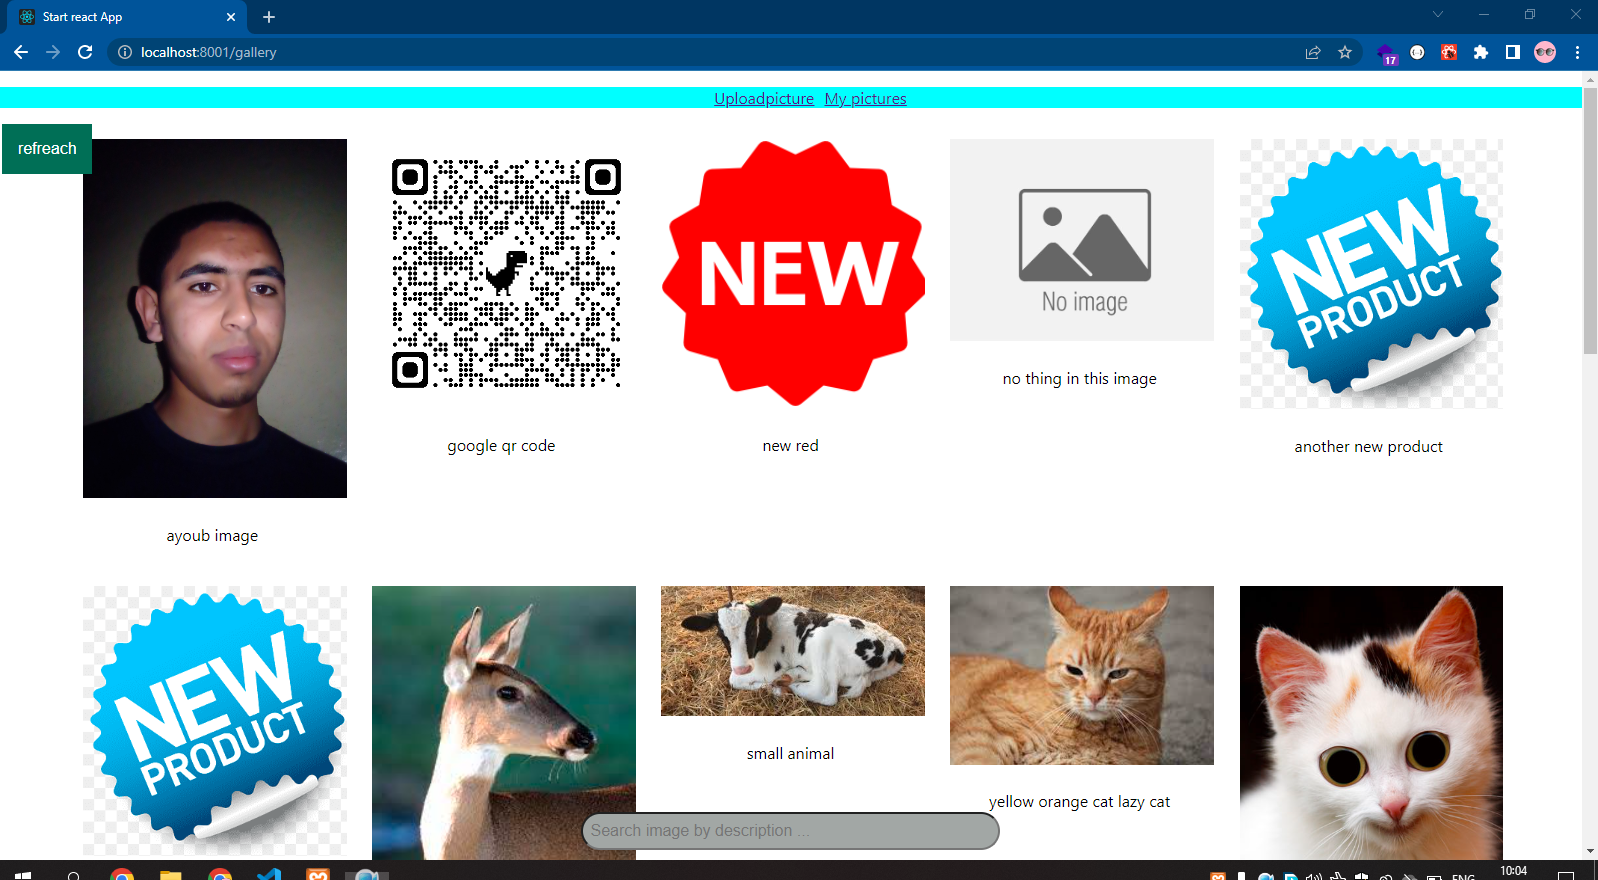 Start react App
localhost:8001/gallery
17
Uploadpicture My pictures
refreach
NEW
No image
NEW
PRODUCT
no thing in this image
google qr code
new red
another new product
ayoub image
NEW
PRODUCT
small animal
yellow orange cat lazy cat
Search image by description ...
ENG
10:04